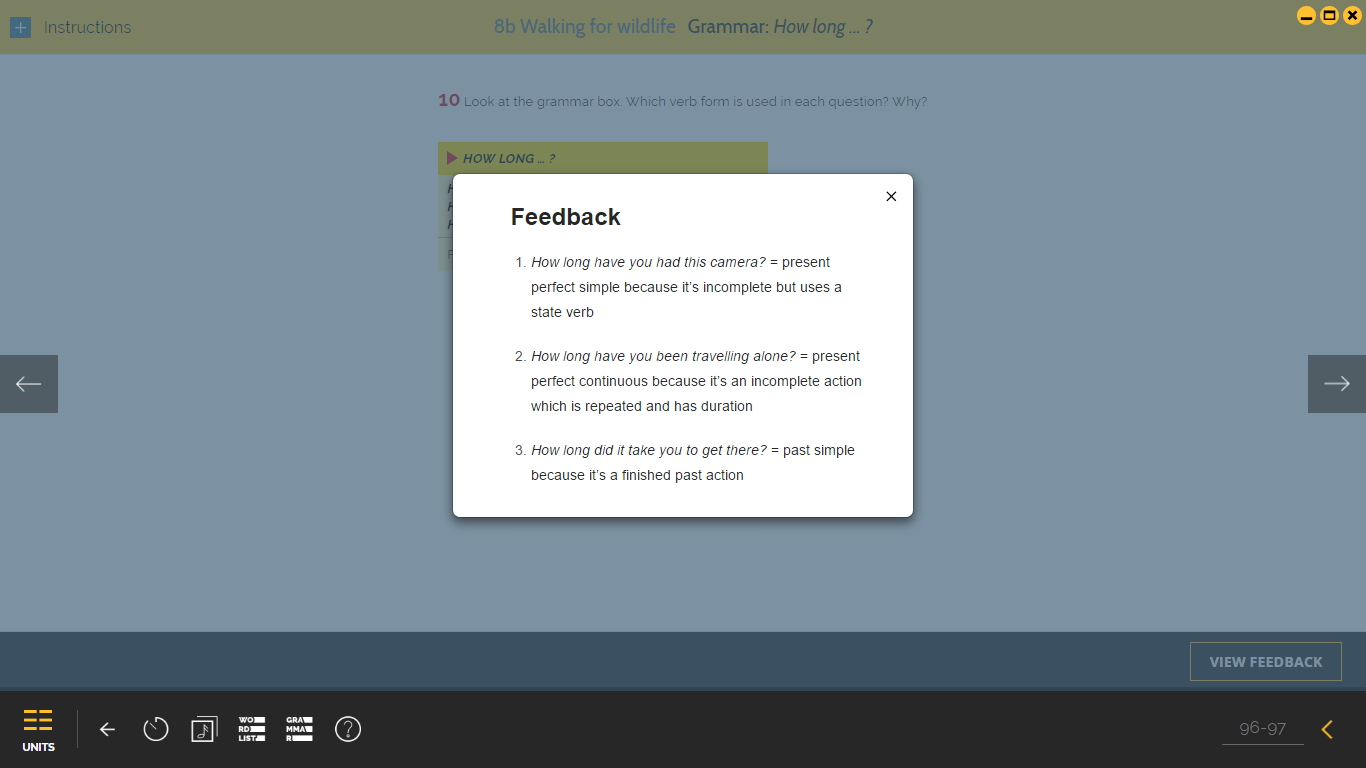 Instructions
8b Walking for wildlife Grammar: How long ... ?
10 Look at the grammar box. Which verb form is used in each question? Why?
HOW LONG ... ?
Feedback
1. How long have you had this camera? = present
perfect simple because it's incomplete but uses a
state verb
2. How long have you been travelling alone? = present
perfect continuous because it's an incomplete action
which is repeated and has duration
3. How long did it take you to get there? = past simple
because it's a finished past action
VIEW FEEDBACK
UNITS
WO
RD
LIST
GRA
MMA
R
96-97